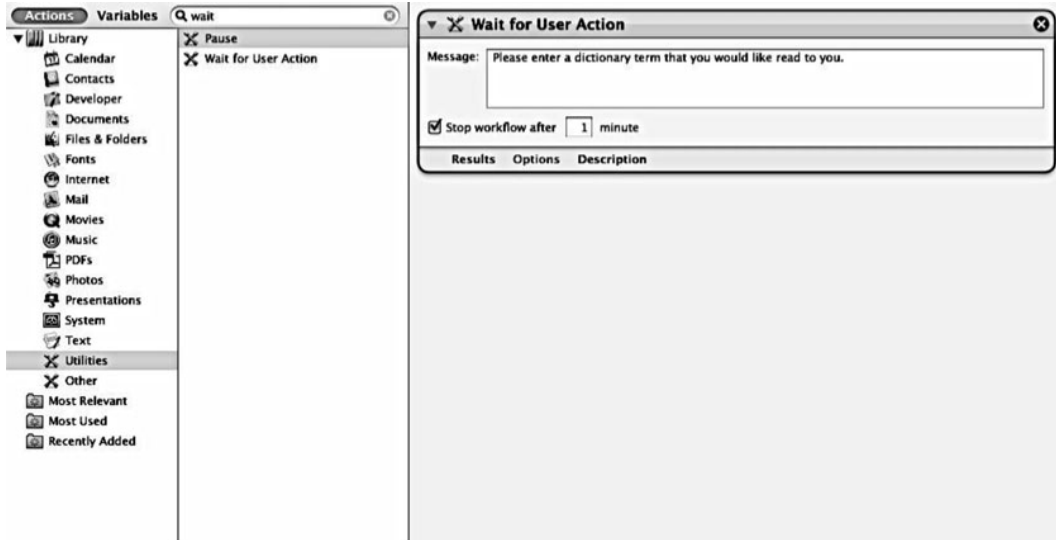 Actions Variables wait
Library
Calendar
Contacts
Developer
Documents
Files & Folders
Fonts
Internet
Mail
Movies
Music
PDFs
Photos
Presentations
System
Text
Utilities
Other
Most Relevant
Most Used
Recently Added
Pause
Wait for User Action
Wait for User Action
Message: Please enter a dictionary term that you would like read to you.
Stop workflow after 1 minute
Results Options Description